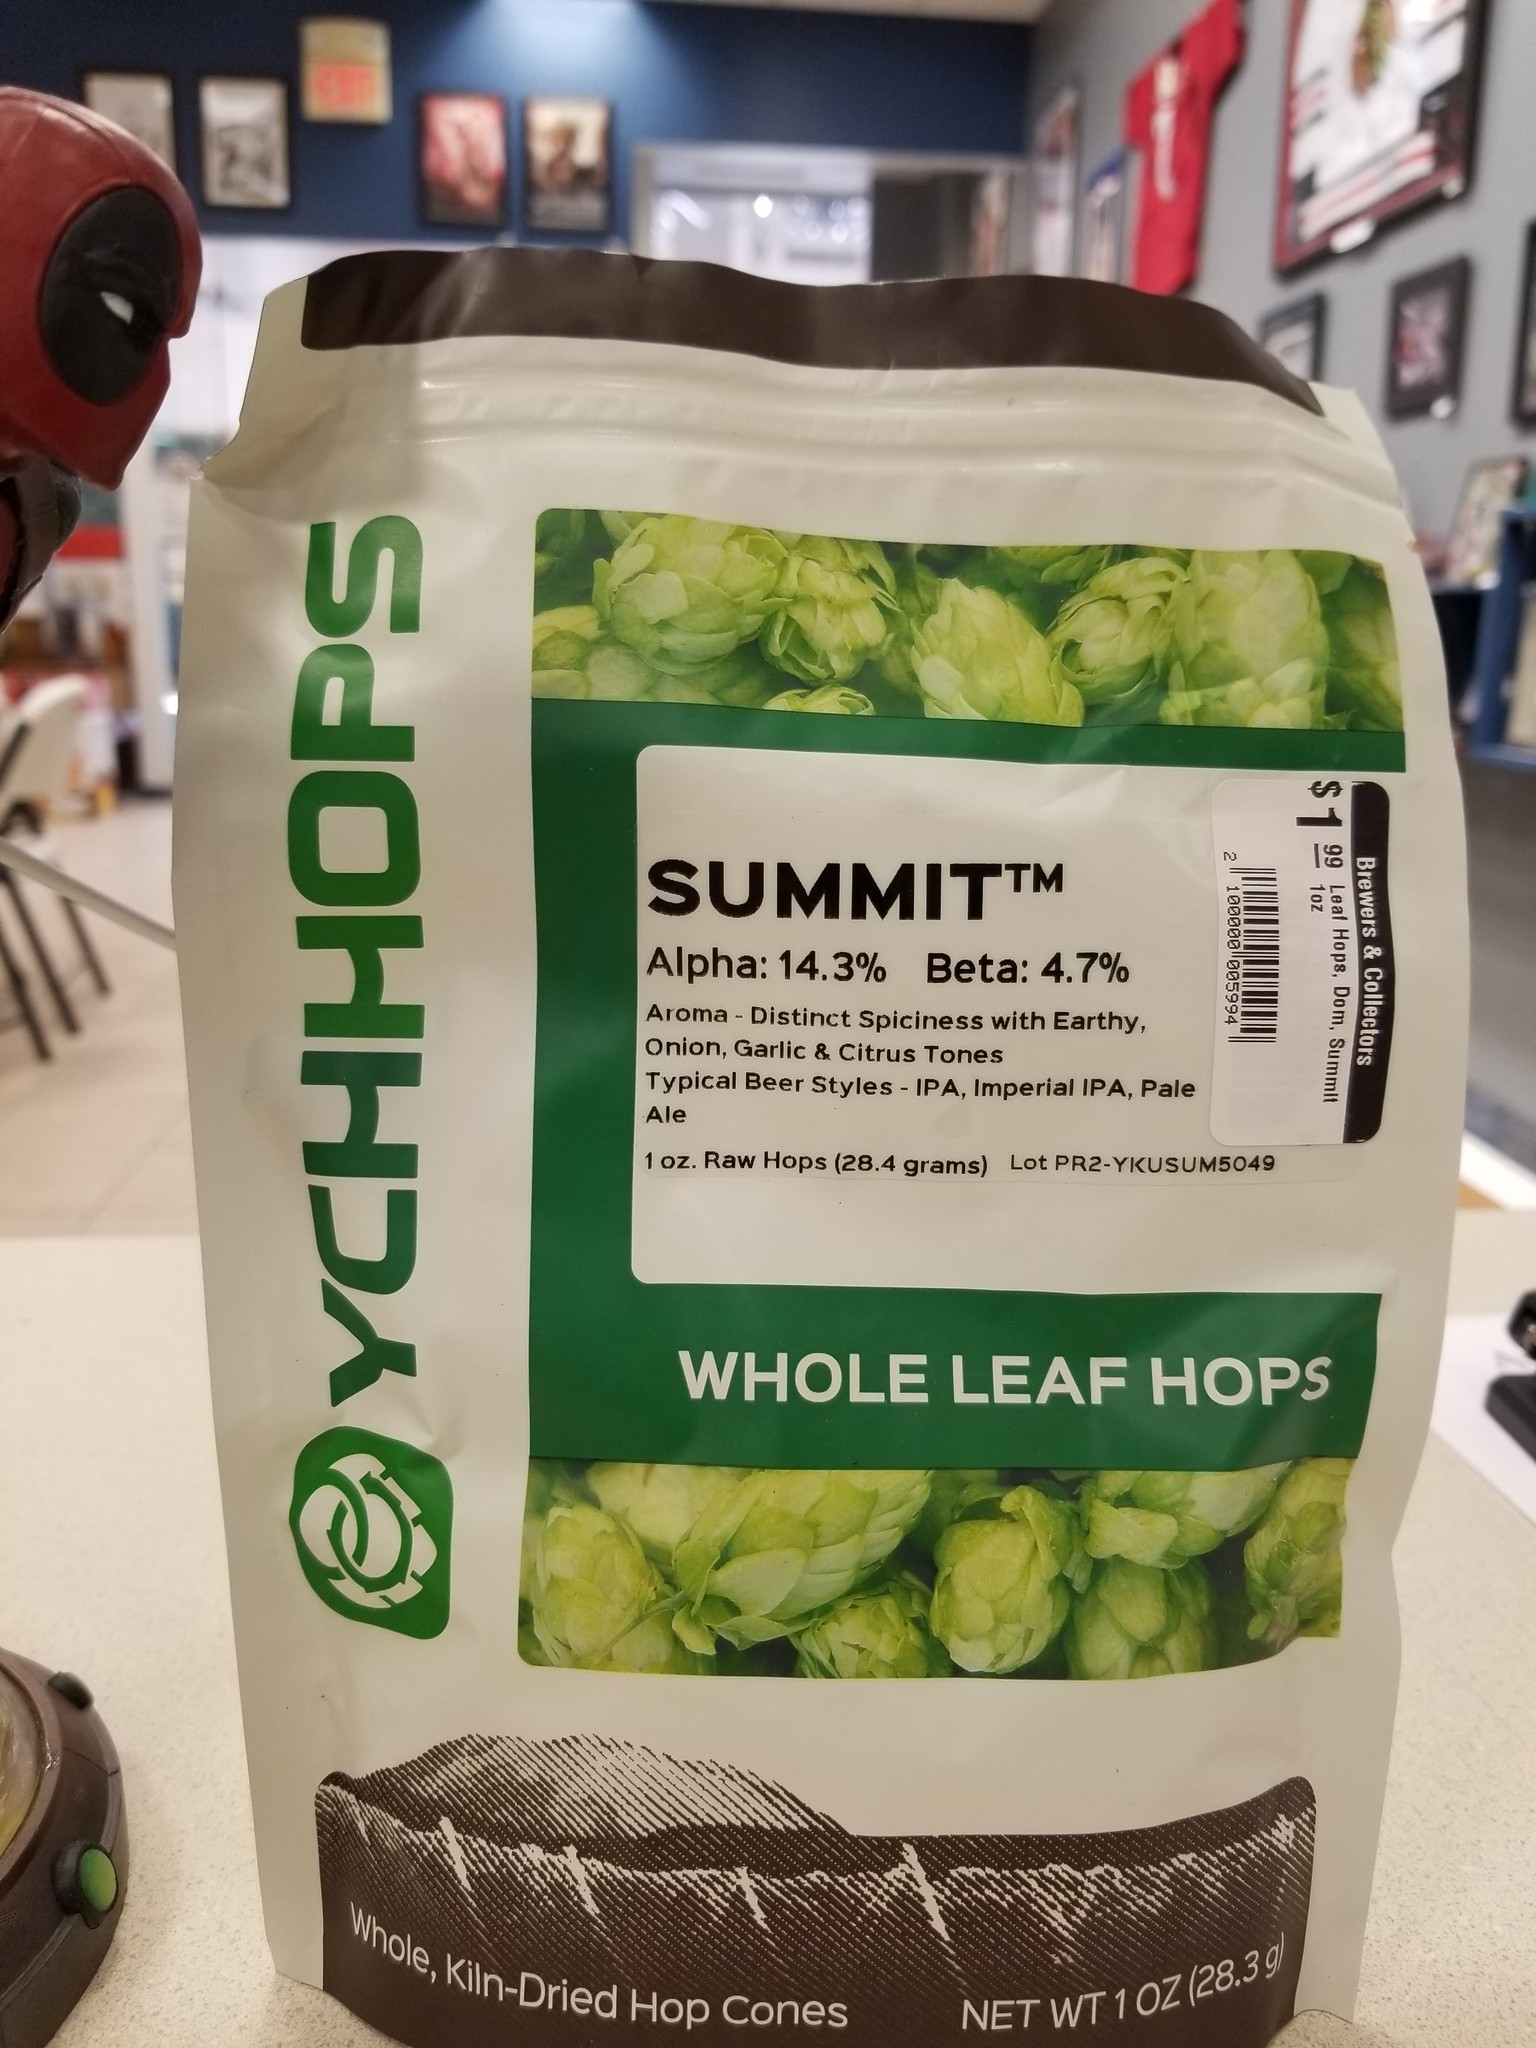 YCHHOPS
SUMMIT™
Alpha: 14.3% Beta: 4.7%
Aroma - Distinct Spiciness with Earthy,
Onion, Garlic & Citrus Tones
Typical Beer Styles - IPA, Imperial IPA, Pale
Ale
1 oz. Raw Hops (28.4 grams) Lot PR2-YKUSUM5049
Brewers & Collectors
$1 99
Leaf Hops, Dom, Summit
1oz
2 100000 005994
WHOLE LEAF HOPS
Whole, Kiln-Dried Hop Cones
NET WT 1 OZ (28.3 g)